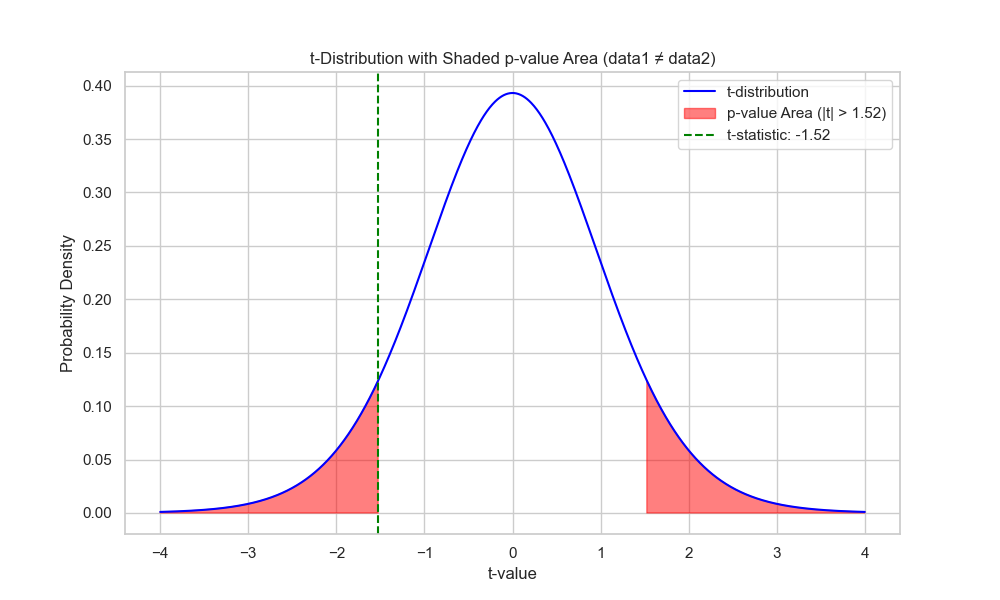 t-Distribution with Shaded p-value Area (data1 ≠ data2)
t-distribution
p-value Area (|t| > 1.52)
t-statistic: -1.52
Probability Density
0.40
0.35
0.30
0.25
0.20
0.15
0.10
0.05
0.00
−4 −3 −2 −1 0 1 2 3 4
t-value